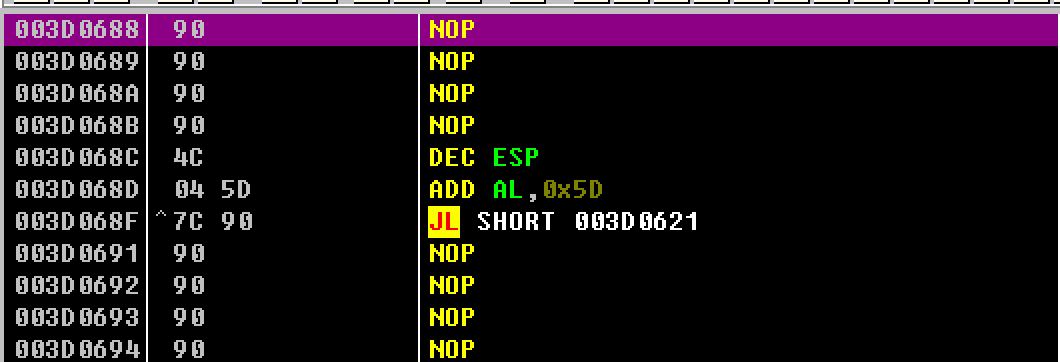 003D0688 90 NOP
003D0689 90 NOP
003D068A 90 NOP
003D068B 90 NOP
003D068C 4C DEC ESP
003D068D 04 5D ADD AL,0x5D
003D068F ^7C 90 JL SHORT 003D0621
003D0691 90 NOP
003D0692 90 NOP
003D0693 90 NOP
003D0694 90 NOP